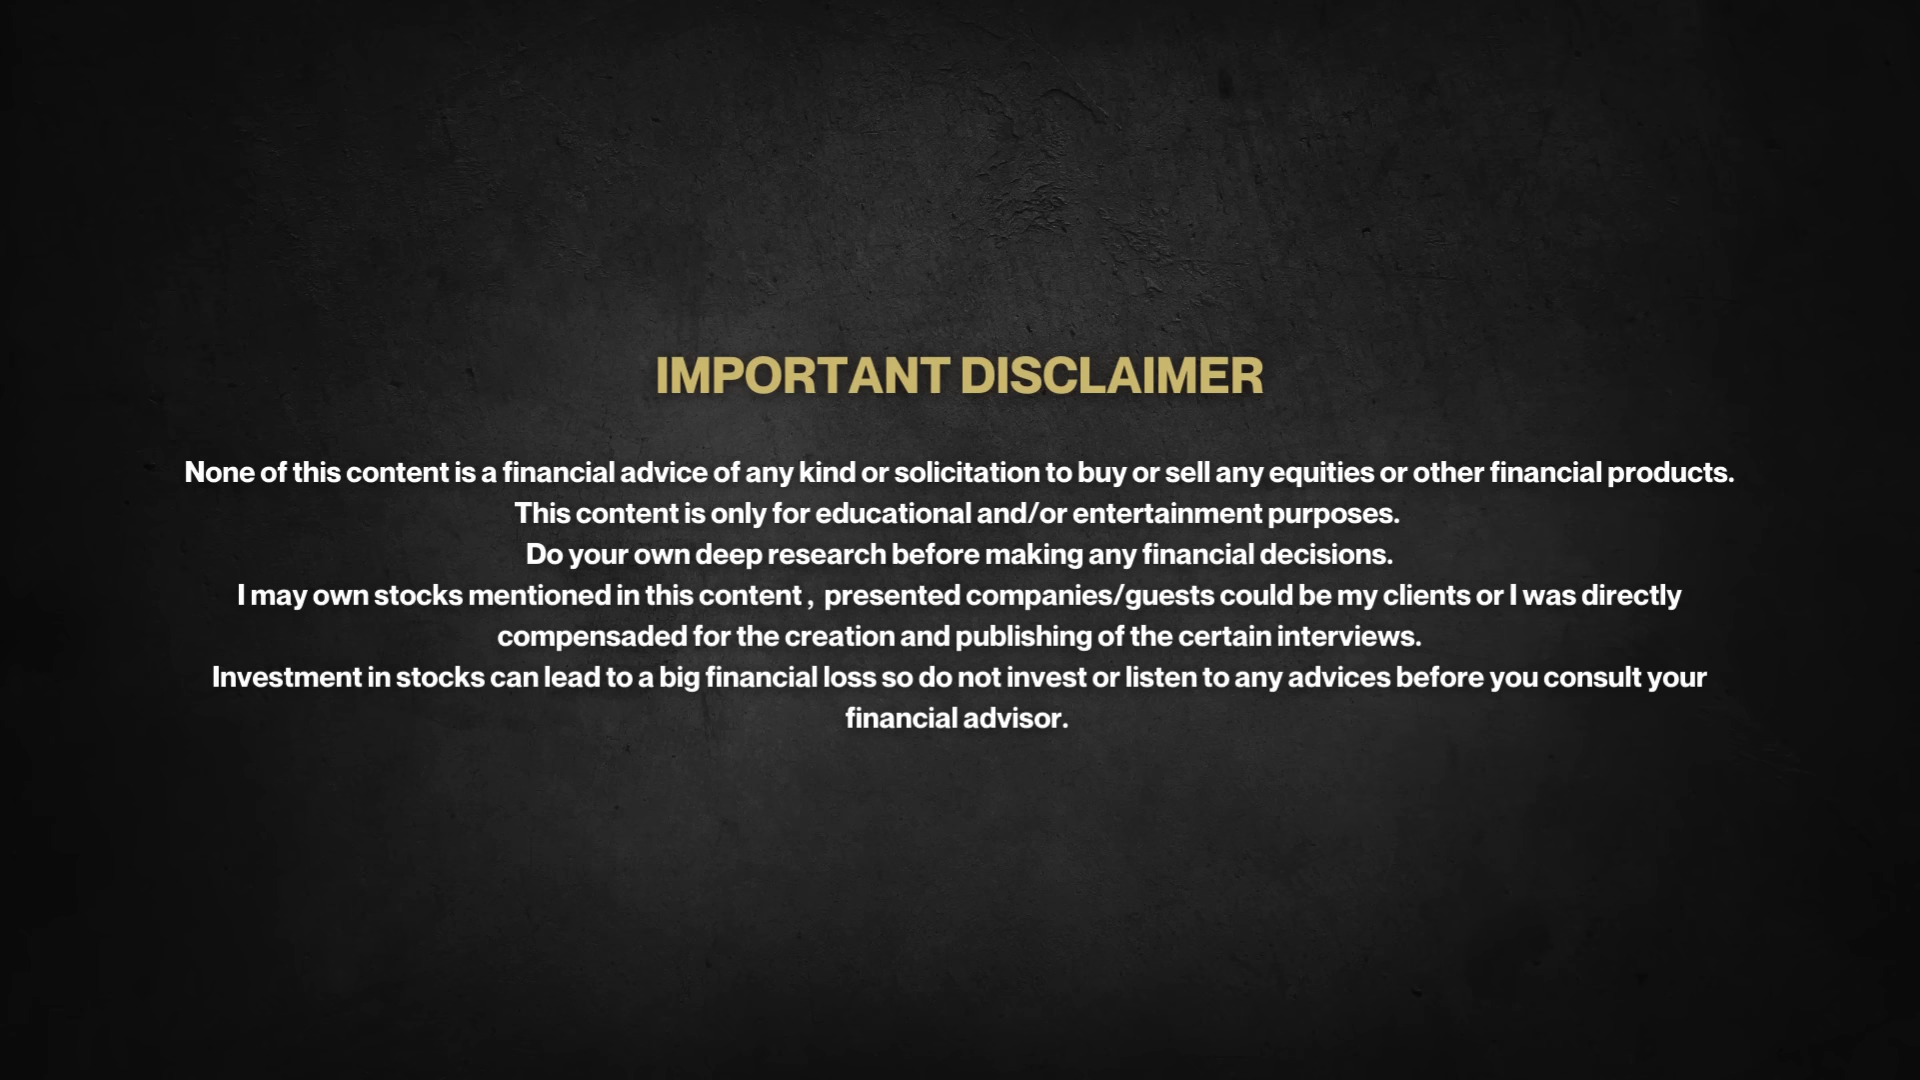 IMPORTANT DISCLAIMER
None of this content is a financial advice of any kind or solicitation to buy or sell any equities or other financial products.
This content is only for educational and/or entertainment purposes.
Do your own deep research before making any financial decisions.
I may own stocks mentioned in this content ,  presented companies/guests could be my clients or I was directly
compensaded for the creation and publishing of the certain interviews.
Investment in stocks can lead to a big financial loss so do not invest or listen to any advices before you consult your
financial advisor.